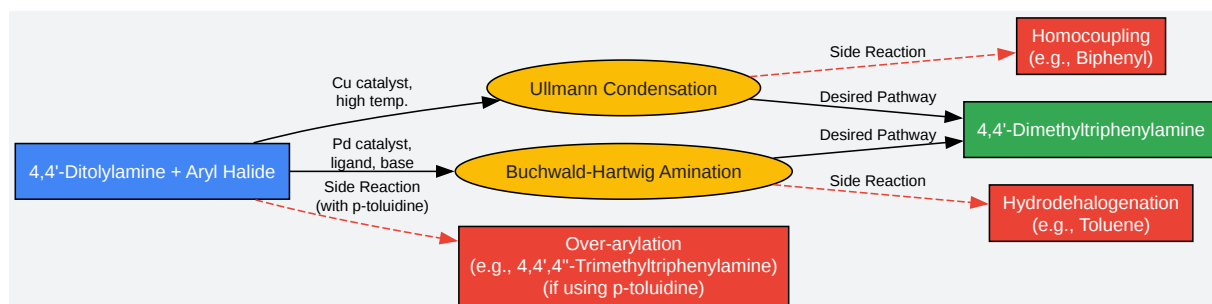 Homocoupling
(e.g., Biphenyl)
Side Reaction
Cu catalyst,
high temp.
Ullmann Condensation
Desired Pathway
4,4'-Dimethyltriphenylamine
Desired Pathway
4,4'-Ditolylamine + Aryl Halide
Pd catalyst,
ligand, base
Buchwald-Hartwig Amination
Side Reaction
Side Reaction
(with p-toluidine)
Hydrodehalogenation
(e.g., Toluene)
Over-arylation
(e.g., 4,4',4"-Trimethyltriphenylamine)
(if using p-toluidine)